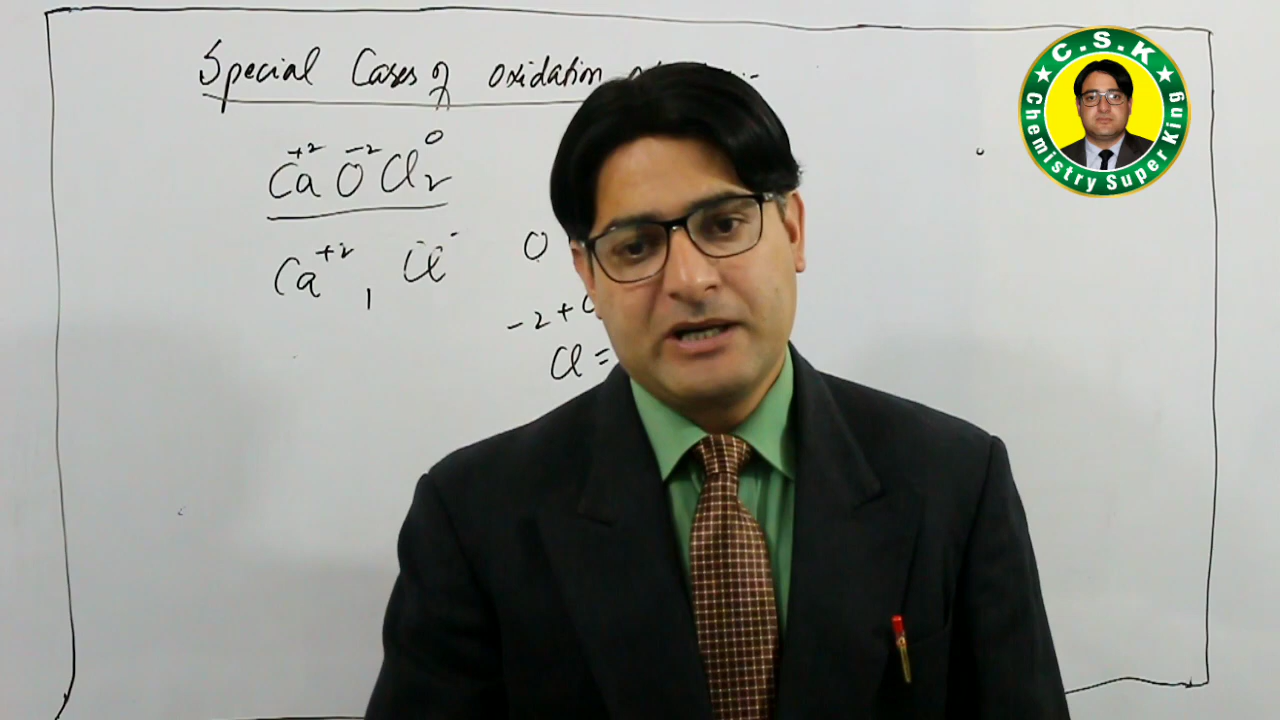 Special Cases of oxidation
+2 -2 0
Ca O Cl2
Ca+2 , Cl-
O
-2 +
Cl =
C.S.K
Chemistry Super King